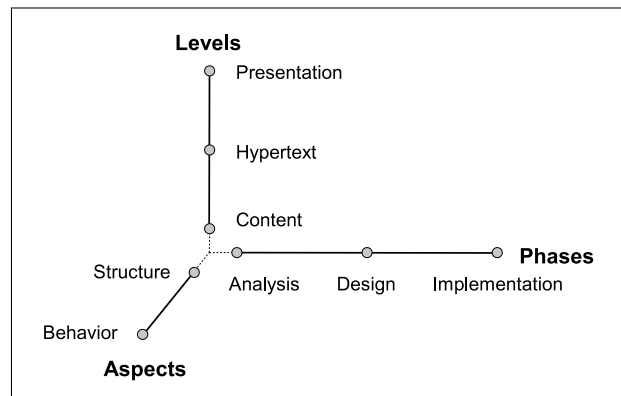 Levels
Presentation
Hypertext
Content
Structure
Phases
Analysis
Design
Implementation
Behavior
Aspects